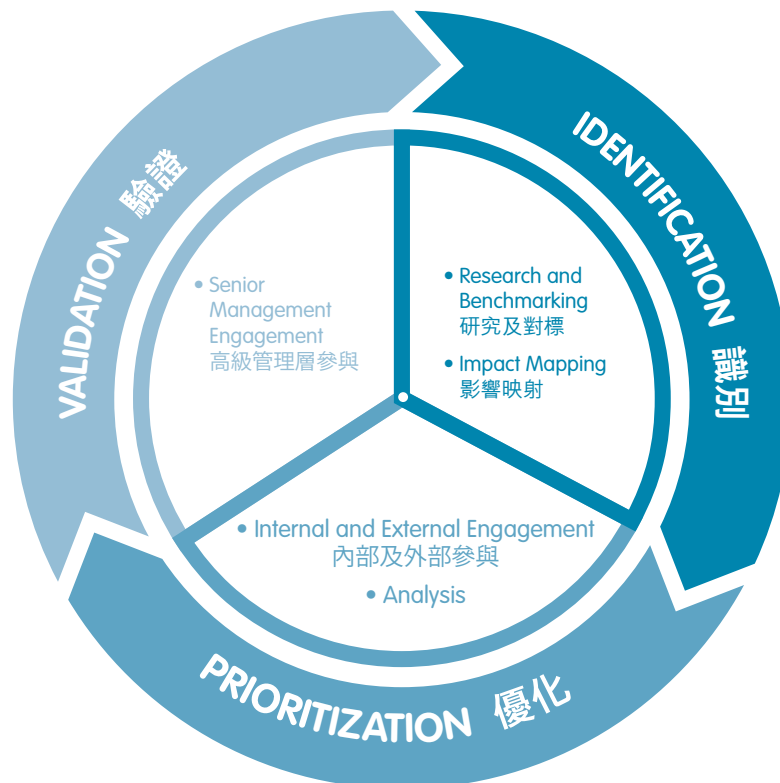 IDENTIFICATION 識別
• Research and
Benchmarking
研究及對標
• Impact Mapping
影響映射
PRIORITIZATION 優化
• Internal and External Engagement
內部及外部參與
• Analysis
VALIDATION 驗證
• Senior
Management
Engagement
高級管理層參與